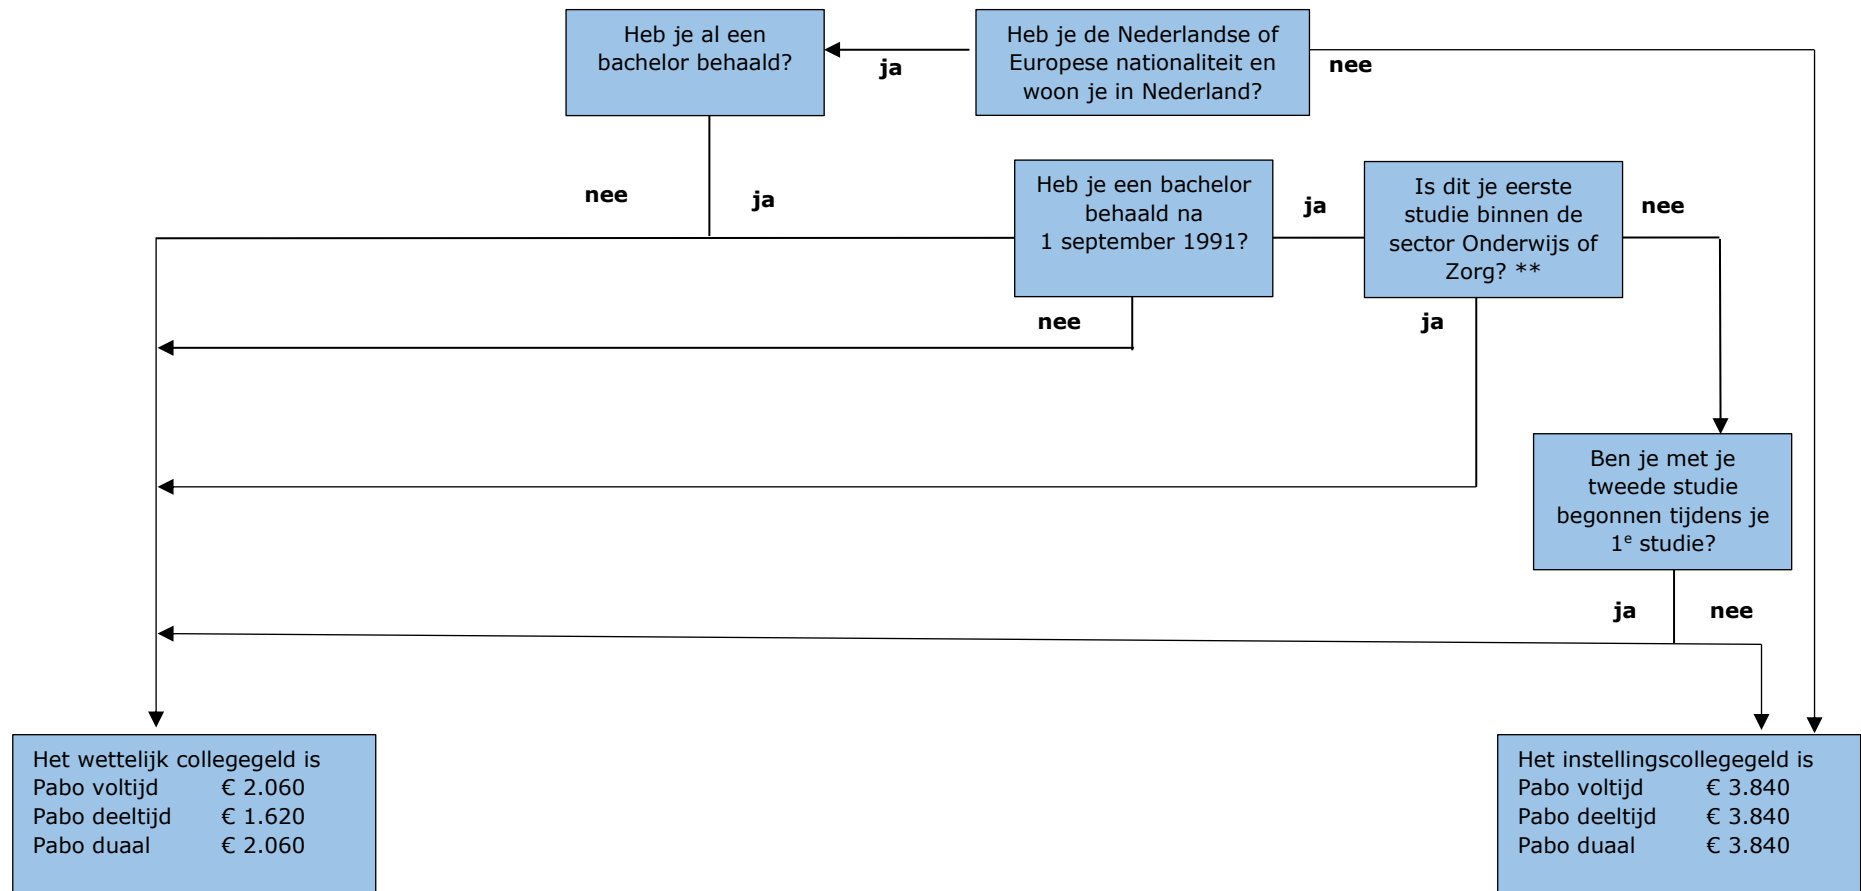 Heb je al een
bachelor behaald?
ja
Heb je de Nederlandse of
Europese nationaliteit en
woon je in Nederland?
nee
nee
ja
Heb je een bachelor
behaald na
1 september 1991?
ja
Is dit je eerste
studie binnen de
sector Onderwijs of
Zorg? **
nee
nee
ja
Ben je met je
tweede studie
begonnen tijdens je
1e studie?
ja
nee
Het wettelijk collegegeld is
Pabo voltijd € 2.060
Pabo deeltijd € 1.620
Pabo duaal € 2.060
Het instellingscollegegeld is
Pabo voltijd € 3.840
Pabo deeltijd € 3.840
Pabo duaal € 3.840